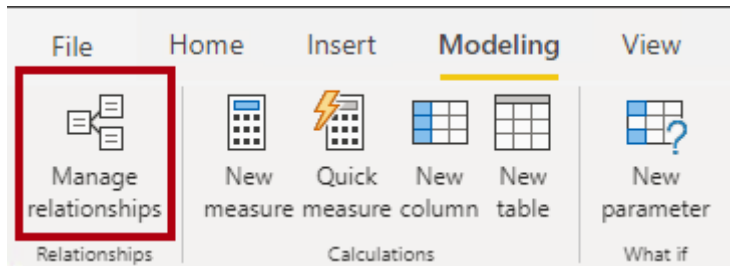 File Home Insert Modeling View
Manage relationships
New measure
Quick measure
New column
New table
New parameter
Relationships Calculations What if